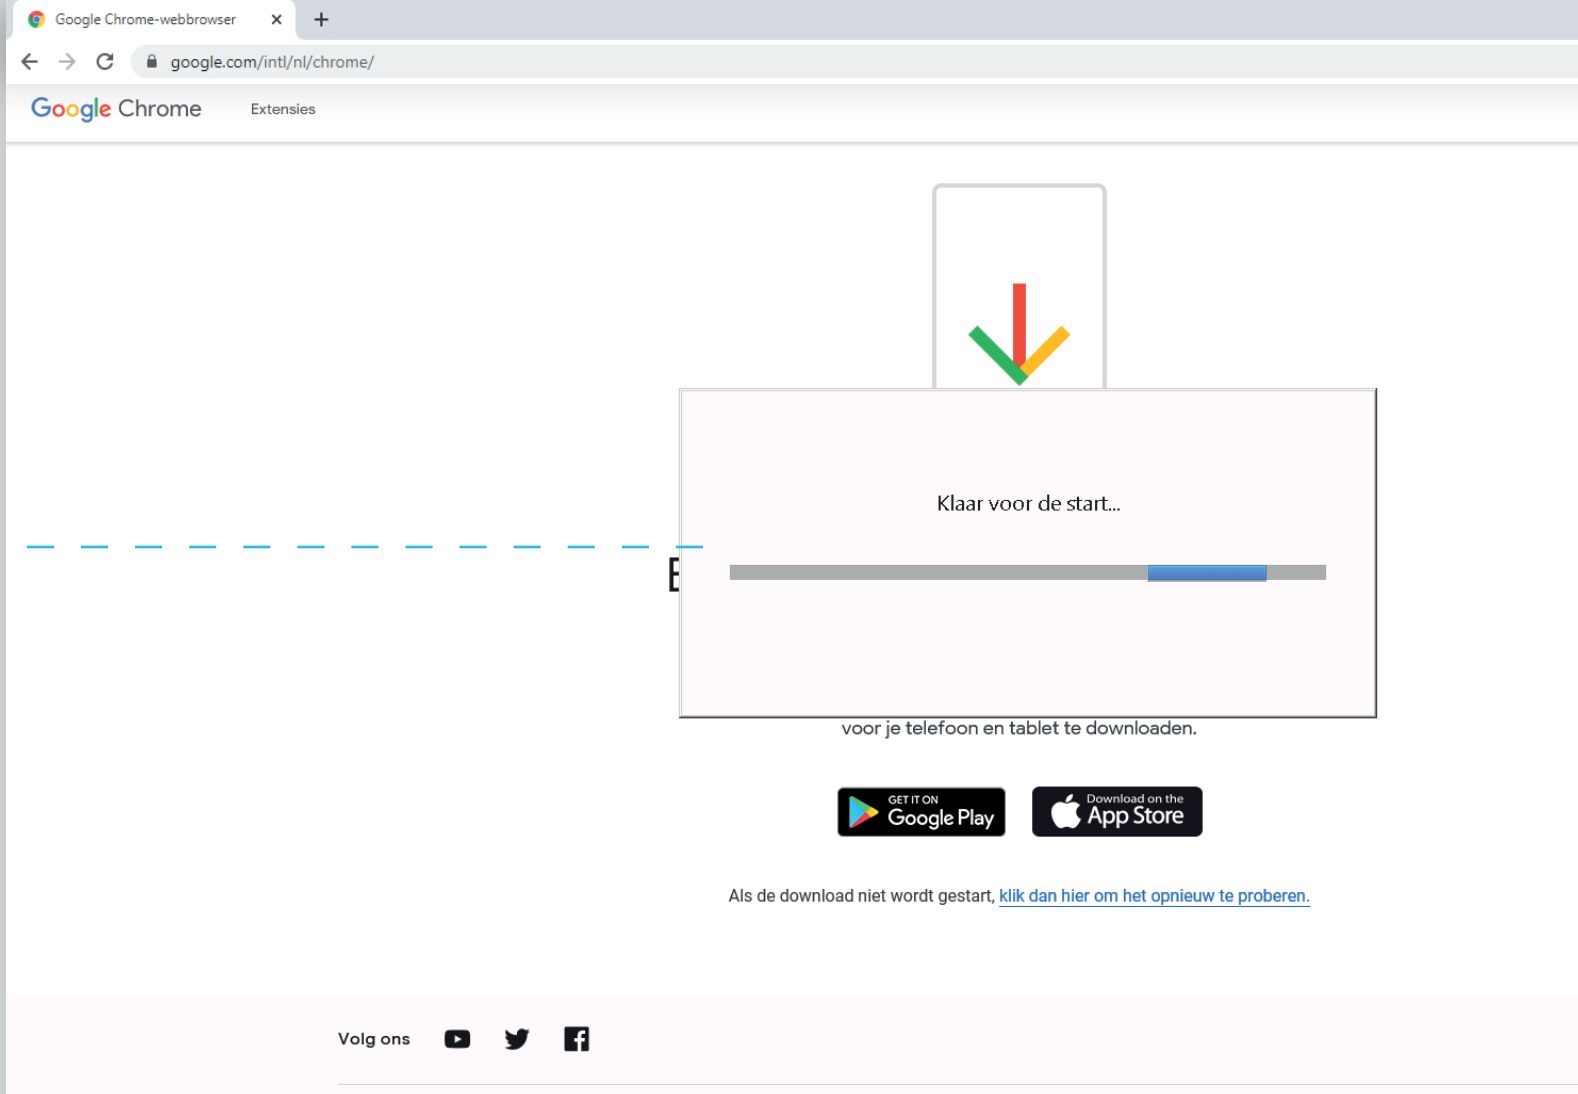 Google Chrome-webbrowser
google.com/intl/nl/chrome/
Google Chrome Extensies
Klaar voor de start...
voor je telefoon en tablet te downloaden.
GET IT ON
Google Play
Download on the
App Store
Als de download niet wordt gestart, klik dan hier om het opnieuw te proberen.
Volg ons